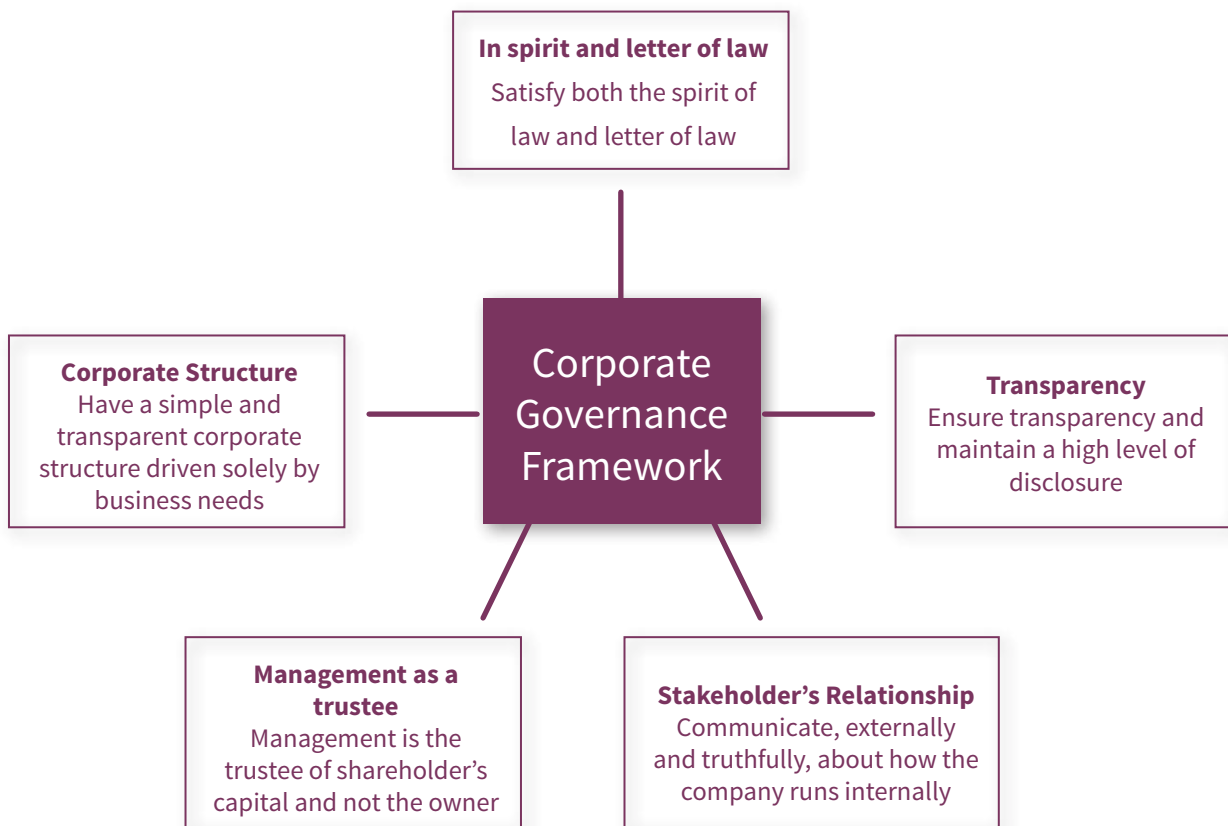 In spirit and letter of law
Satisfy both the spirit of
law and letter of law
Corporate
Governance
Framework
Corporate Structure
Have a simple and
transparent corporate
structure driven solely by
business needs
Transparency
Ensure transparency and
maintain a high level of
disclosure
Management as a
trustee
Management is the
trustee of shareholder’s
capital and not the owner
Stakeholder’s Relationship
Communicate, externally
and truthfully, about how the
company runs internally